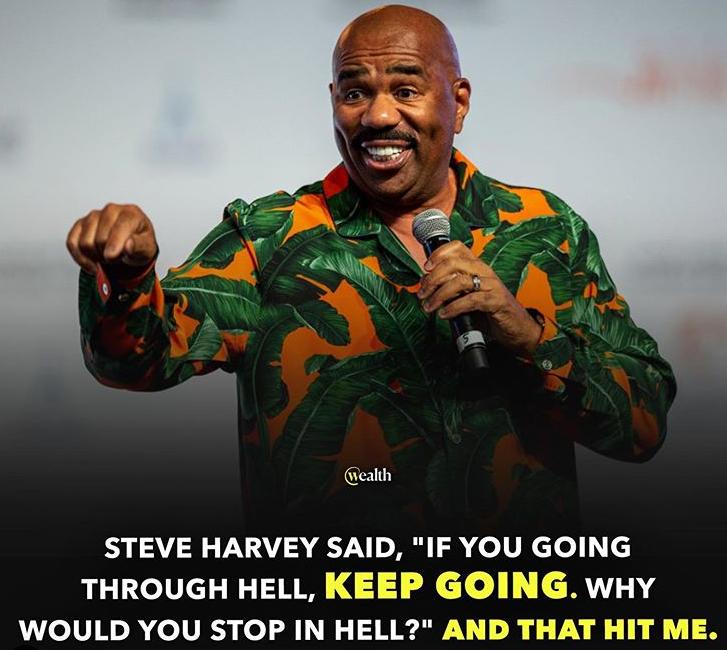 wealth
STEVE HARVEY SAID, "IF YOU GOING
THROUGH HELL, KEEP GOING. WHY
WOULD YOU STOP IN HELL?" AND THAT HIT ME.